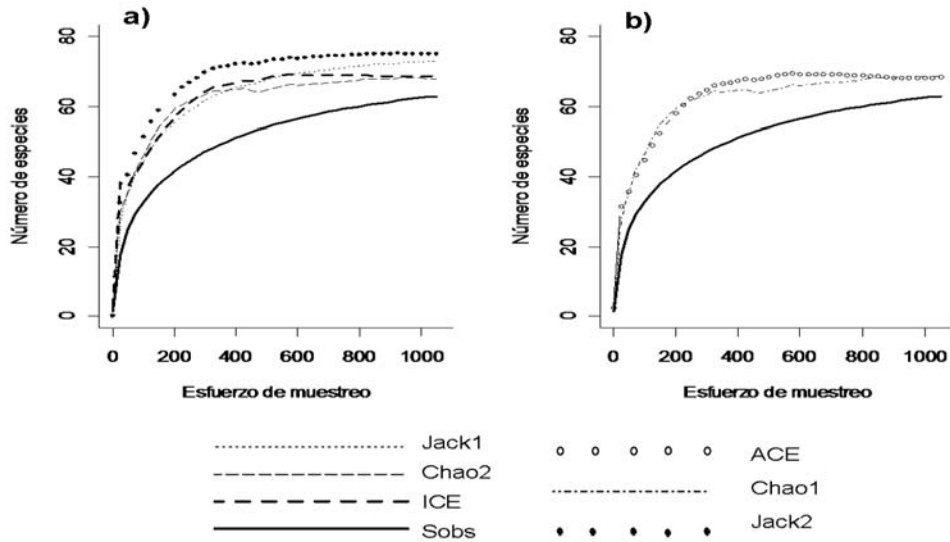 a)
80
60
40
20
0
Número de especies
0 200 400 600 800 1000
Esfuerzo de muestreo
b)
80
60
40
20
0
Número de especies
0 200 400 600 800 1000
Esfuerzo de muestreo
Jack1
Chao2
ICE
Sobs
ACE
Chao1
Jack2